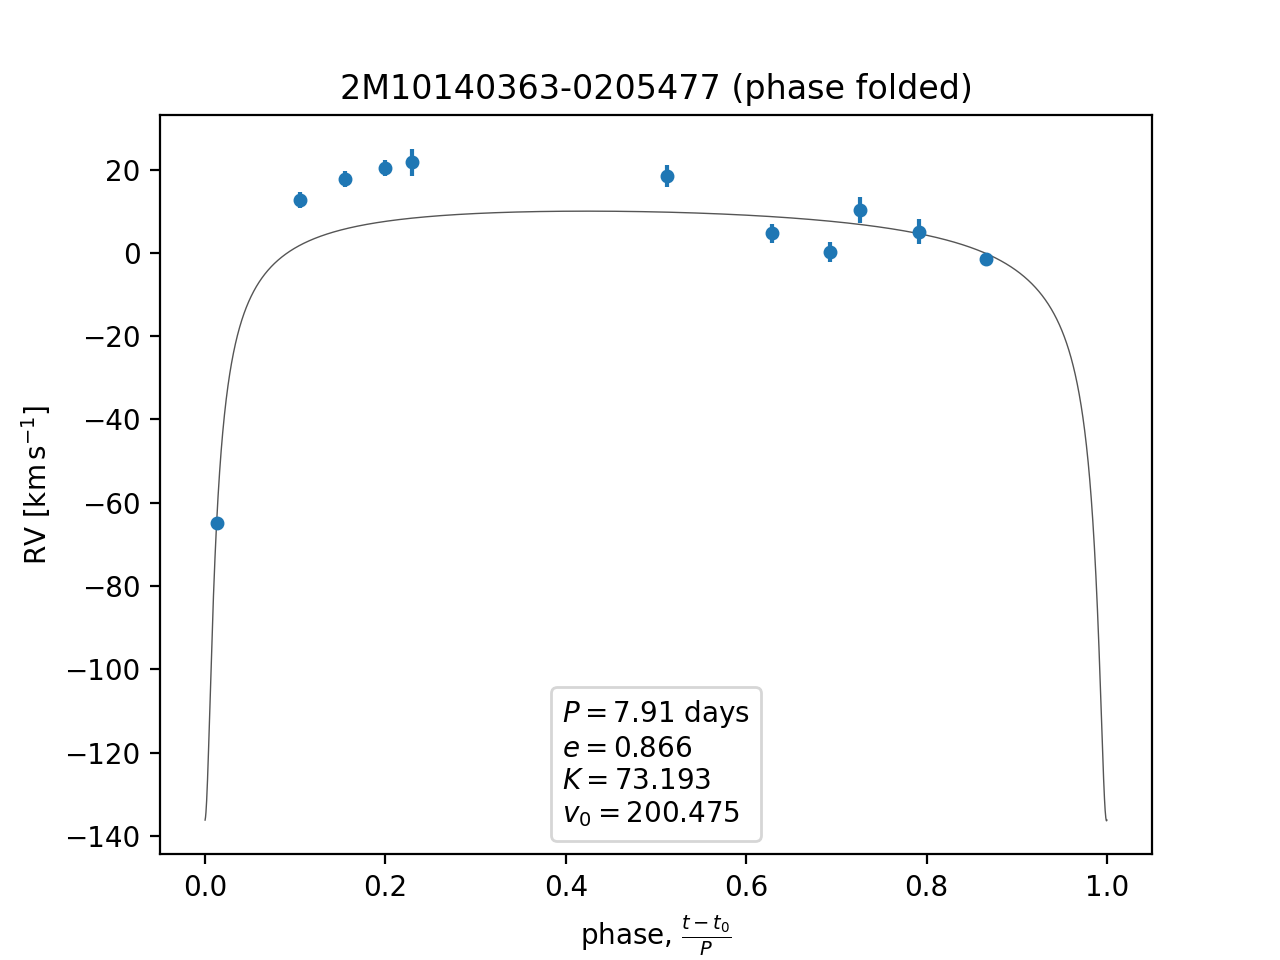 2M10140363-0205477 (phase folded)
20
0
−20
−40
−60
−80
−100
−120
−140
RV [km s⁻¹]
P = 7.91 days
e = 0.866
K = 73.193
v₀ = 200.475
0.0 0.2 0.4 0.6 0.8 1.0
phase, (t − t₀)/P